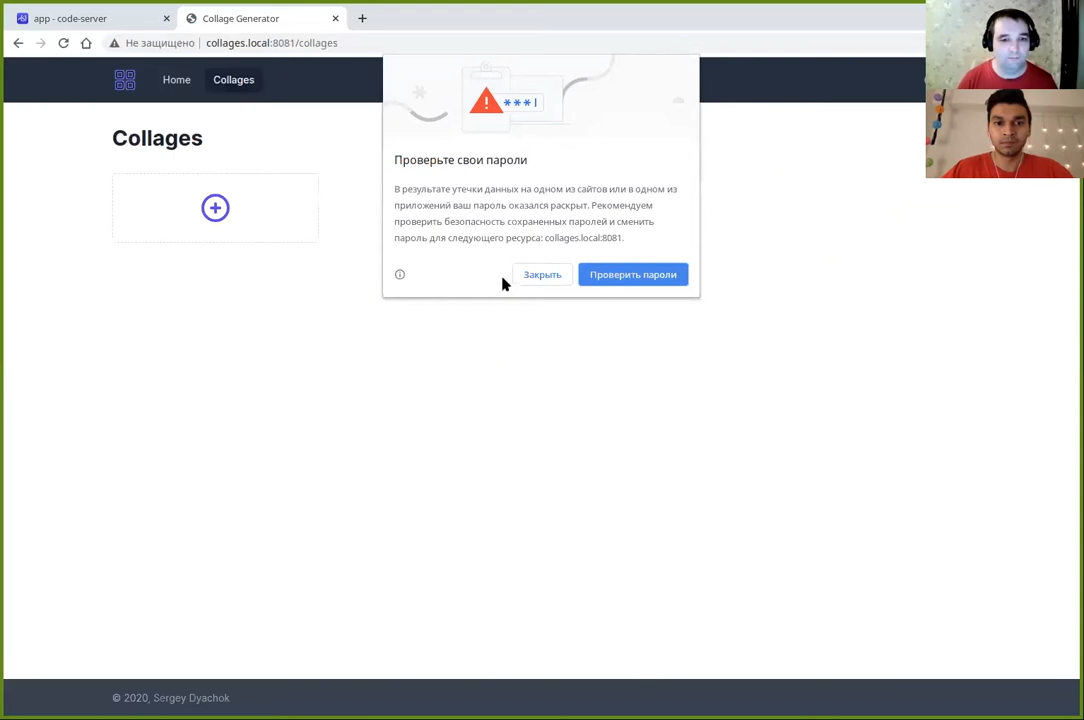 app - code-server
Collage Generator
Не защищено
collages.local:8081/collages
Home
Collages
Collages
***
Проверьте свои пароли
В результате утечки данных на одном из сайтов или в одном из
приложений ваш пароль оказался раскрыт. Рекомендуем
проверить безопасность сохраненных паролей и сменить
пароль для следующего ресурса: collages.local:8081.
Закрыть
Проверить пароли
© 2020, Sergey Dyachok